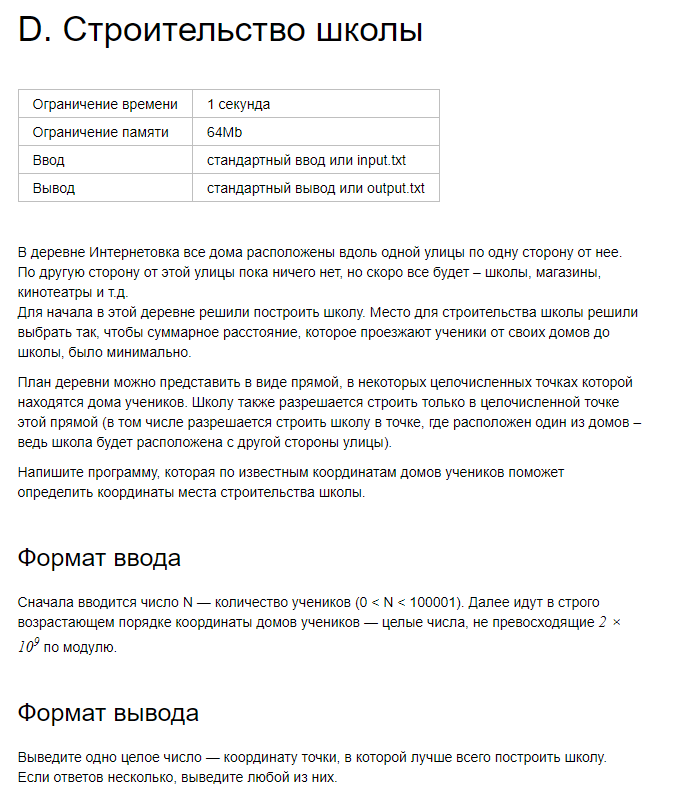 D. Строительство школы
Ограничение времени 1 секунда
Ограничение памяти 64Mb
Ввод стандартный ввод или input.txt
Вывод стандартный вывод или output.txt
В деревне Интернетовка все дома расположены вдоль одной улицы по одну сторону от нее.
По другую сторону от этой улицы пока ничего нет, но скоро все будет – школы, магазины,
кинотеатры и т.д.
Для начала в этой деревне решили построить школу. Место для строительства школы решили
выбрать так, чтобы суммарное расстояние, которое проезжают ученики от своих домов до
школы, было минимально.
План деревни можно представить в виде прямой, в некоторых целочисленных точках которой
находятся дома учеников. Школу также разрешается строить только в целочисленной точке
этой прямой (в том числе разрешается строить школу в точке, где расположен один из домов –
ведь школа будет расположена с другой стороны улицы).
Напишите программу, которая по известным координатам домов учеников поможет
определить координаты места строительства школы.
Формат ввода
Сначала вводится число N — количество учеников (0 < N < 100001). Далее идут в строго
возрастающем порядке координаты домов учеников — целые числа, не превосходящие 2 ×
10⁹ по модулю.
Формат вывода
Выведите одно целое число — координату точки, в которой лучше всего построить школу.
Если ответов несколько, выведите любой из них.